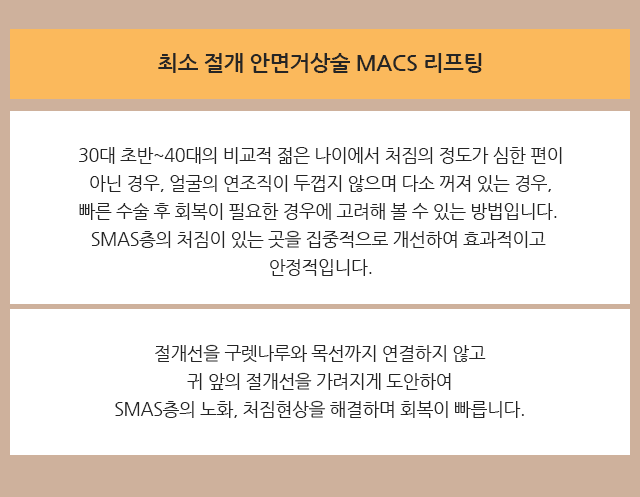 최소 절개 안면거상술 MACS 리프팅
30대 초반~40대의 비교적 젊은 나이에서 처짐의 정도가 심한 편이
아닌 경우, 얼굴의 연조직이 두껍지 않으며 다소 꺼져 있는 경우,
빠른 수술 후 회복이 필요한 경우에 고려해 볼 수 있는 방법입니다.
SMAS층의 처짐이 있는 곳을 집중적으로 개선하여 효과적이고
안정적입니다.
절개선을 구렛나루와 목선까지 연결하지 않고
귀 앞의 절개선을 가려지게 도안하여
SMAS층의 노화, 처짐현상을 해결하며 회복이 빠릅니다.